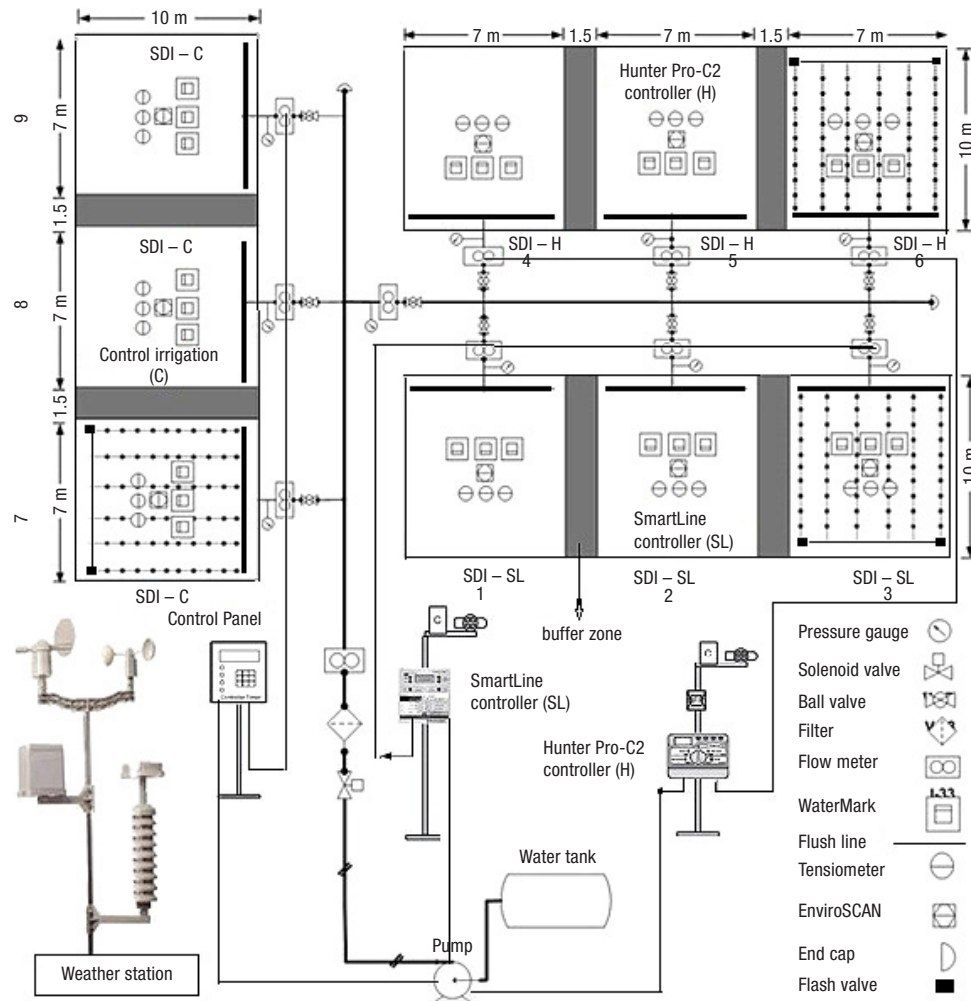 10 m
SDI – C
9
7 m
1.5
SDI – C
8
7 m
Control irrigation
(C)
1.5
7
7 m
SDI – C
7 m
1.5
7 m
1.5
7 m
Hunter Pro-C2
controller (H)
10 m
SDI – H
4
SDI – H
5
SDI – H
6
10 m
SmartLine
controller (SL)
SDI – SL
1
SDI – SL
2
SDI – SL
3
buffer zone
Control Panel
Controller Timer
C
SmartLine
controller (SL)
C
Hunter Pro-C2
controller (H)
Water tank
Pump
Weather station
Pressure gauge
Solenoid valve
Ball valve
Filter
Flow meter
WaterMark
Flush line
Tensiometer
EnviroSCAN
End cap
Flash valve